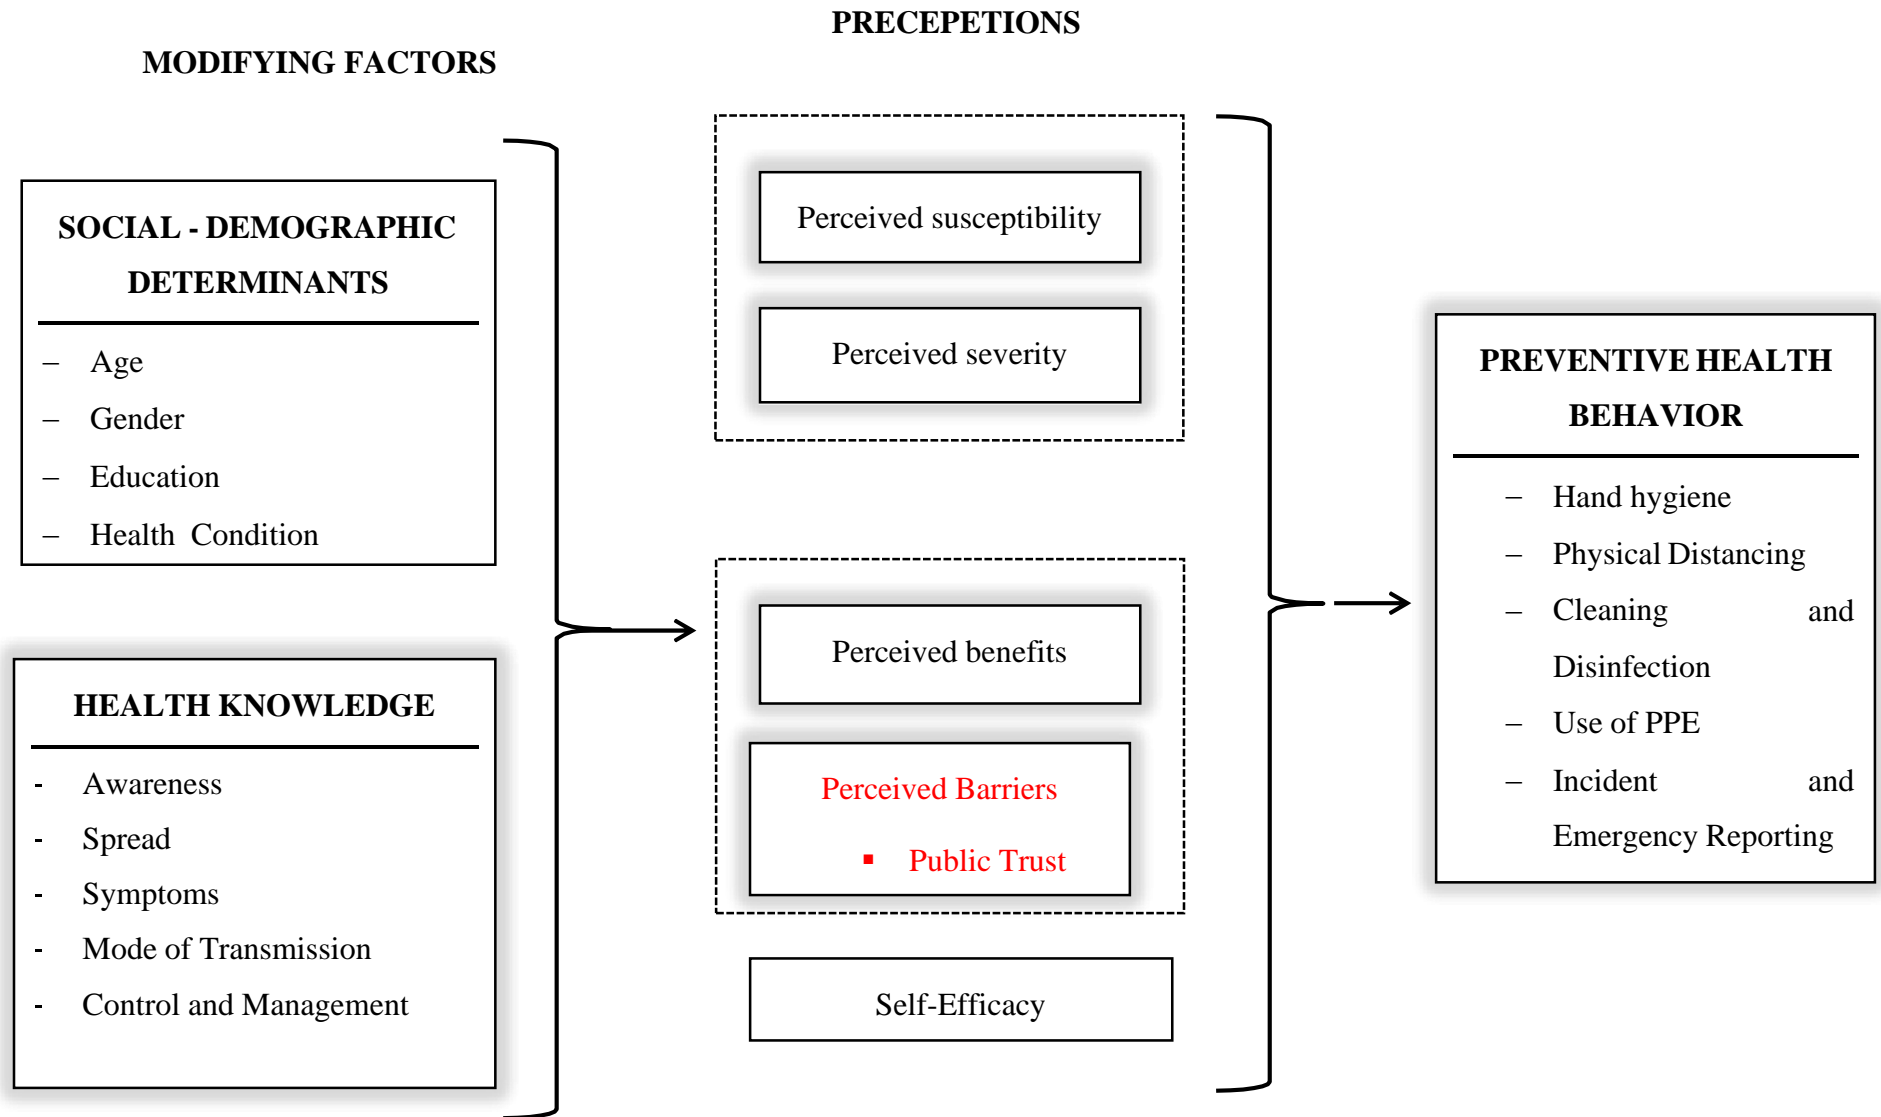 PRECEPETIONS
MODIFYING FACTORS
SOCIAL - DEMOGRAPHIC
DETERMINANTS
– Age
– Gender
– Education
– Health Condition
HEALTH KNOWLEDGE
- Awareness
- Spread
- Symptoms
- Mode of Transmission
- Control and Management
Perceived susceptibility
Perceived severity
Perceived benefits
Perceived Barriers
▪ Public Trust
Self-Efficacy
PREVENTIVE HEALTH
BEHAVIOR
– Hand hygiene
– Physical Distancing
– Cleaning and
Disinfection
– Use of PPE
– Incident and
Emergency Reporting